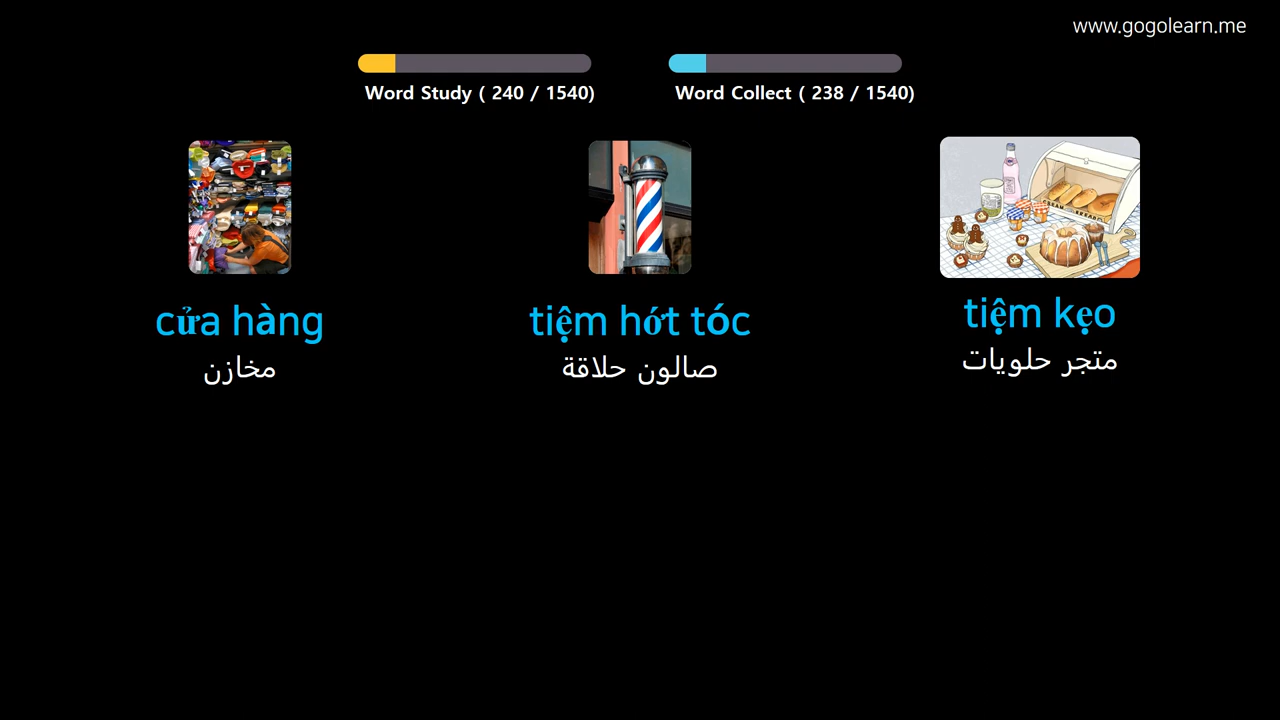 www.gogolearn.me
Word Study ( 240 / 1540)
Word Collect ( 238 / 1540)
cửa hàng
مخازن
tiệm hớt tóc
صالون حلاقة
tiệm kẹo
متجر حلويات